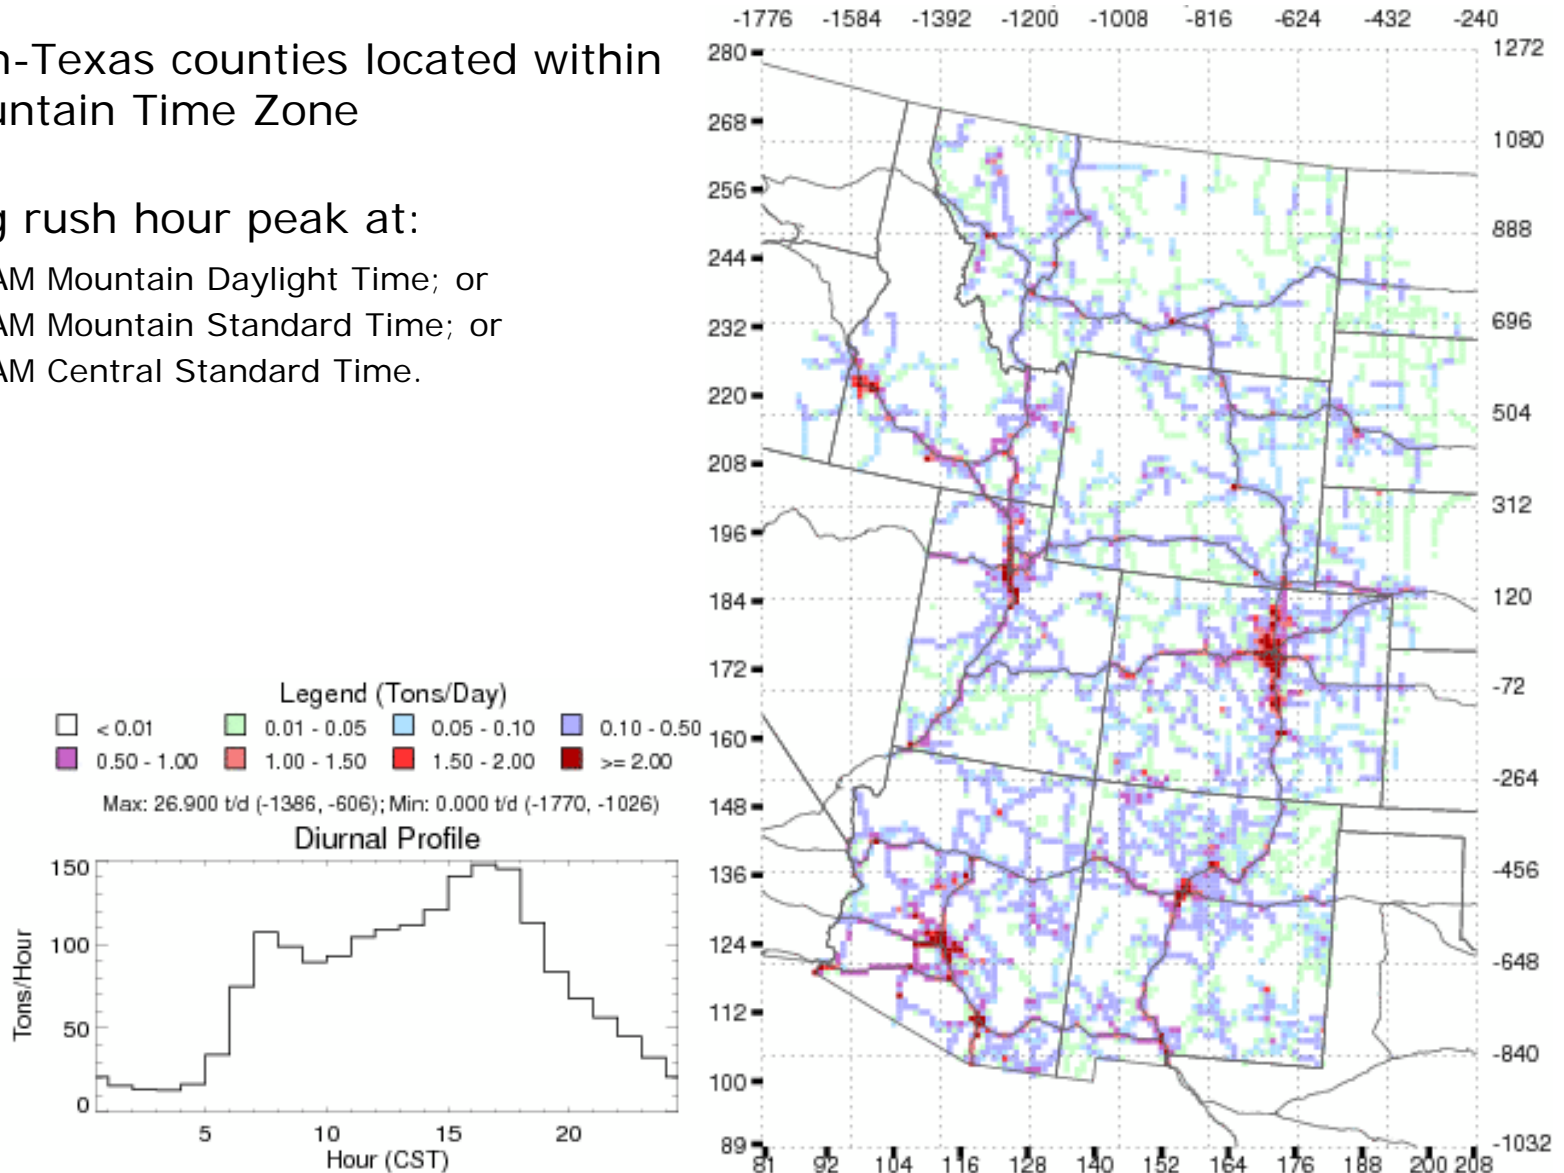 n-Texas counties located within
untain Time Zone
g rush hour peak at:
AM Mountain Daylight Time; or
AM Mountain Standard Time; or
AM Central Standard Time.
Legend (Tons/Day)
< 0.01 0.01 - 0.05 0.05 - 0.10 0.10 - 0.50
0.50 - 1.00 1.00 - 1.50 1.50 - 2.00 >= 2.00
Max: 26.900 t/d (-1386, -606); Min: 0.000 t/d (-1770, -1026)
Diurnal Profile
150
100
50
0
Tons/Hour
5 10 15 20
Hour (CST)
-1776 -1584 -1392 -1200 -1008 -816 -624 -432 -240
280
268
256
244
232
220
208
196
184
172
160
148
136
124
112
100
89
1272
1080
888
696
504
312
120
-72
-264
-456
-648
-840
-1032
81 92 104 116 128 140 152 164 176 188 200 208